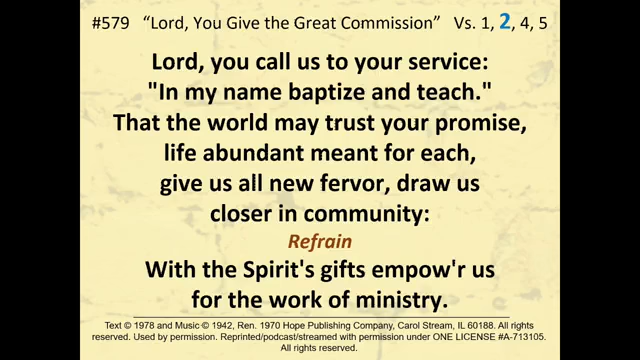 #579 "Lord, You Give the Great Commission" Vs. 1, 2, 4, 5
Lord, you call us to your service:
"In my name baptize and teach."
That the world may trust your promise,
life abundant meant for each,
give us all new fervor, draw us
closer in community:
Refrain
With the Spirit's gifts empow'r us
for the work of ministry.
Text © 1978 and Music © 1942, Ren. 1970 Hope Publishing Company, Carol Stream, IL 60188. All rights
reserved. Used by permission. Reprinted/podcast/streamed with permission under ONE LICENSE #A-713105.
All rights reserved.